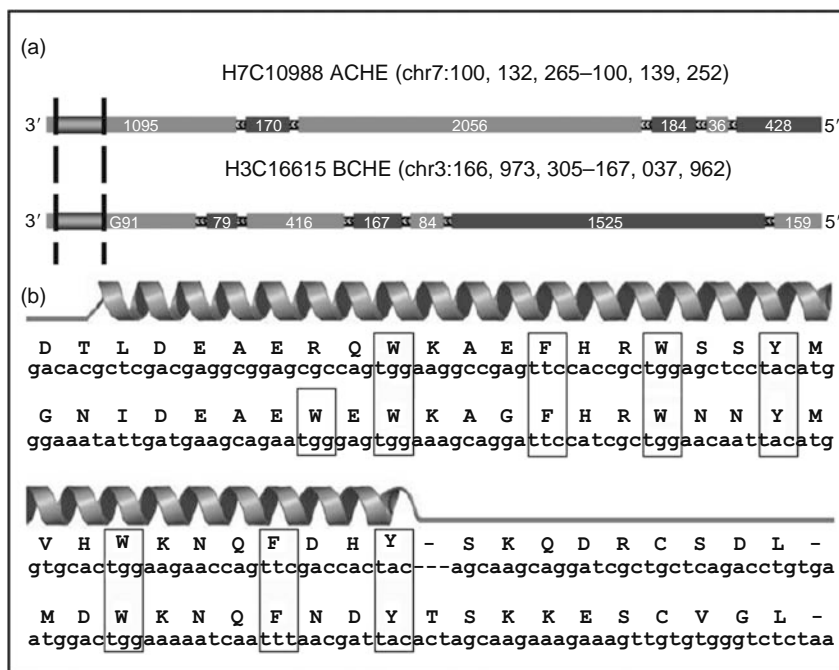 (a)
H7C10988 ACHE (chr7:100, 132, 265–100, 139, 252)
3′ 1095 170 2056 184 36 428 5′
H3C16615 BCHE (chr3:166, 973, 305–167, 037, 962)
3′ G91 79 416 167 84 1525 159 5′
(b)
D T L D E A E R Q W K A E F H R W S S Y M
gacacgctcgacgaggcggagcgccagtggaaggccgagttccaccgctggagctcctacatg
G N I D E A E W E W K A G F H R W N N Y M
ggaaatattgatgaagcagaatgggagtggaaagcaggattccatcgctggaacaattacatg
V H W K N Q F D H Y - S K Q D R C S D L -
gtgcactggaagaaccagttcgaccactac---agcaagcaggatcgctgctcagacctgtga
M D W K N Q F N D Y T S K K E S C V G L -
atggactggaaaaatcaatttaacgattacactagcaagaaagaaagttgtgtgggtctctaa